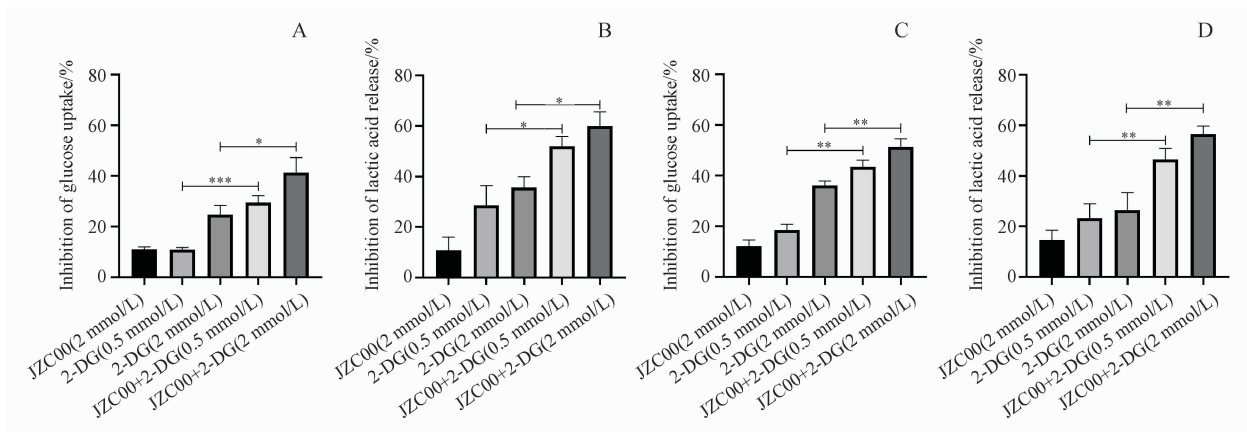 A
Inhibition of glucose uptake/%
80
60
40
20
0
*
***
JZC00(2 mmol/L)
2-DG(0.5 mmol/L)
2-DG(2 mmol/L)
JZC00+2-DG(0.5 mmol/L)
JZC00+2-DG(2 mmol/L)
B
Inhibition of lactic acid release/%
80
60
40
20
0
*
*
JZC00(2 mmol/L)
2-DG(0.5 mmol/L)
2-DG(2 mmol/L)
JZC00+2-DG(0.5 mmol/L)
JZC00+2-DG(2 mmol/L)
C
Inhibition of glucose uptake/%
80
60
40
20
0
**
**
JZC00(2 mmol/L)
2-DG(0.5 mmol/L)
2-DG(2 mmol/L)
JZC00+2-DG(0.5 mmol/L)
JZC00+2-DG(2 mmol/L)
D
Inhibition of lactic acid release/%
80
60
40
20
0
**
**
JZC00(2 mmol/L)
2-DG(0.5 mmol/L)
2-DG(2 mmol/L)
JZC00+2-DG(0.5 mmol/L)
JZC00+2-DG(2 mmol/L)